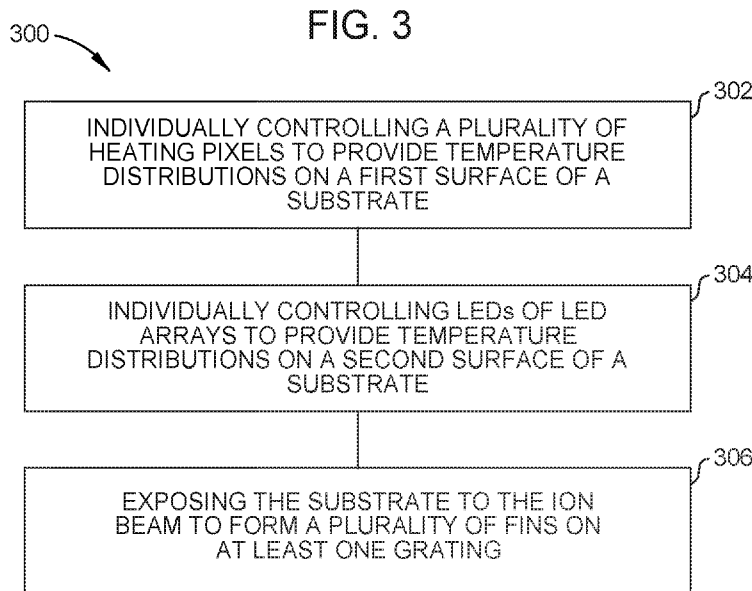 FIG. 3
300
302
INDIVIDUALLY CONTROLLING A PLURALITY OF
HEATING PIXELS TO PROVIDE TEMPERATURE
DISTRIBUTIONS ON A FIRST SURFACE OF A
SUBSTRATE
304
INDIVIDUALLY CONTROLLING LEDs OF LED
ARRAYS TO PROVIDE TEMPERATURE
DISTRIBUTIONS ON A SECOND SURFACE OF A
SUBSTRATE
306
EXPOSING THE SUBSTRATE TO THE ION
BEAM TO FORM A PLURALITY OF FINS ON
AT LEAST ONE GRATING